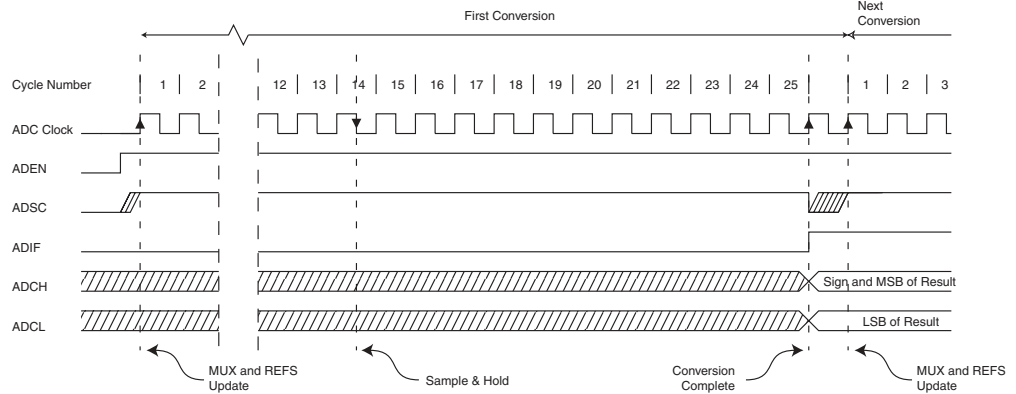 First Conversion
Next
Conversion
Cycle Number 1 2 12 13 14 15 16 17 18 19 20 21 22 23 24 25 1 2 3
ADC Clock
ADEN
ADSC
ADIF
ADCH Sign and MSB of Result
ADCL LSB of Result
MUX and REFS
Update
Sample & Hold
Conversion
Complete
MUX and REFS
Update